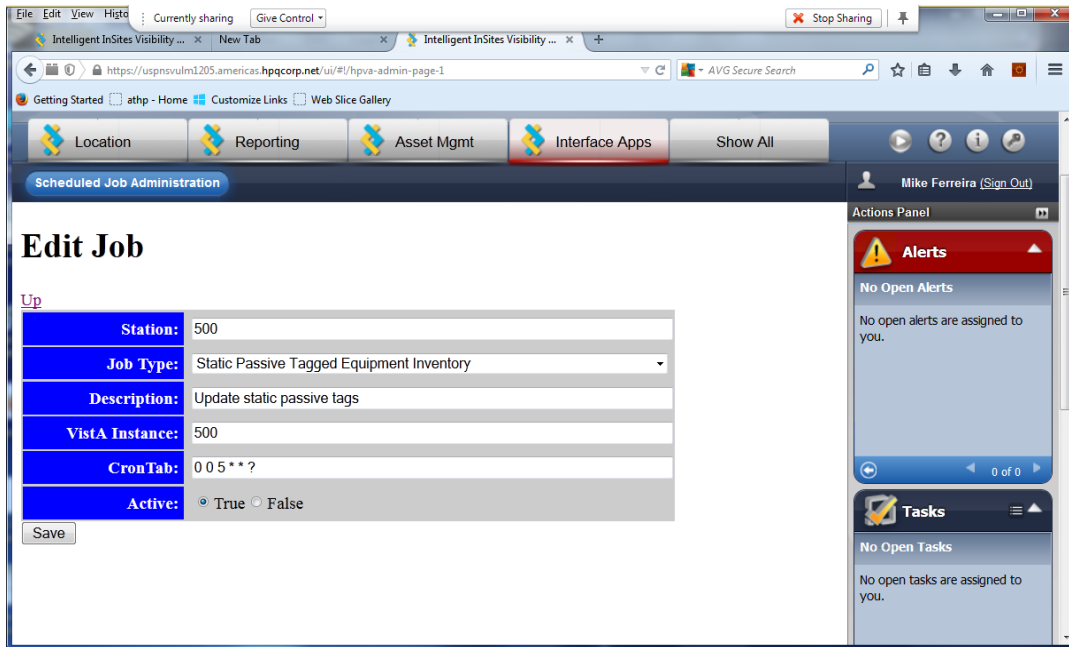 File Edit View Histo
Currently sharing Give Control Stop Sharing
Intelligent InSites Visibility ... × New Tab × Intelligent InSites Visibility ... × +
https://uspnsvulm1205.americas.hpqcorp.net/ui/#!/hpva-admin-page-1 AVG Secure Search
Getting Started athp - Home Customize Links Web Slice Gallery
Location Reporting Asset Mgmt Interface Apps Show All
Scheduled Job Administration Mike Ferreira (Sign Out)
Actions Panel
Edit Job
Alerts
No Open Alerts
No open alerts are assigned to
you.
Up
Station: 500
Job Type: Static Passive Tagged Equipment Inventory
Description: Update static passive tags
VistA Instance: 500
CronTab: 0 0 5 * * ?
Active: True False
Save
0 of 0
Tasks
No Open Tasks
No open tasks are assigned to
you.